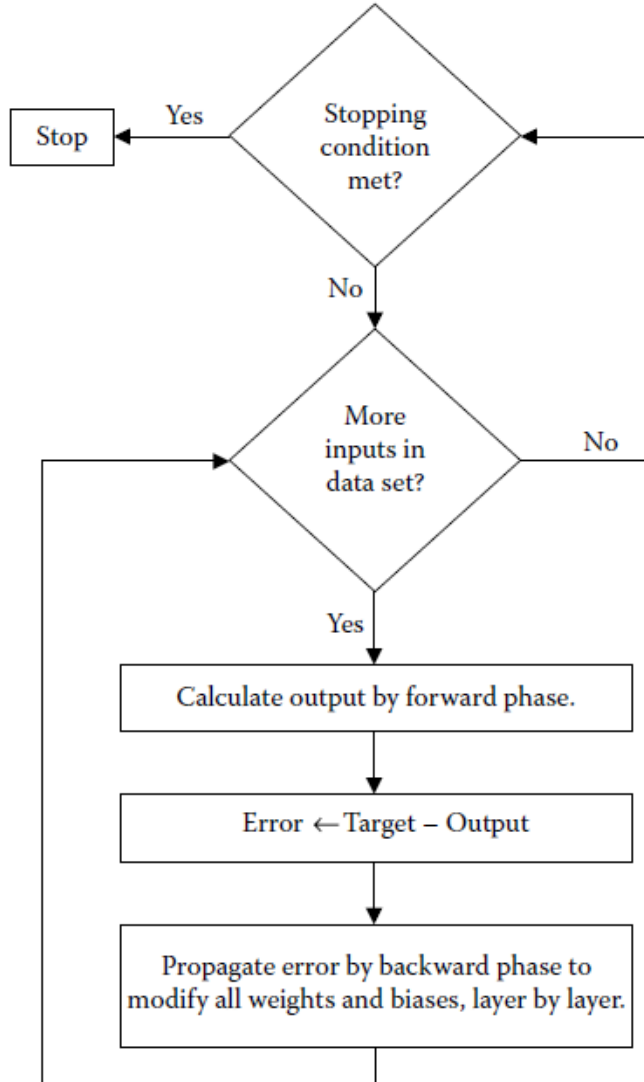 Stopping
condition
met?
Yes
Stop
No
More
inputs in
data set?
No
Yes
Calculate output by forward phase.
Error ← Target – Output
Propagate error by backward phase to
modify all weights and biases, layer by layer.